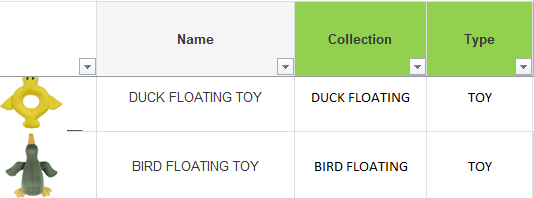 Name Collection Type
DUCK FLOATING TOY DUCK FLOATING TOY
BIRD FLOATING TOY BIRD FLOATING TOY